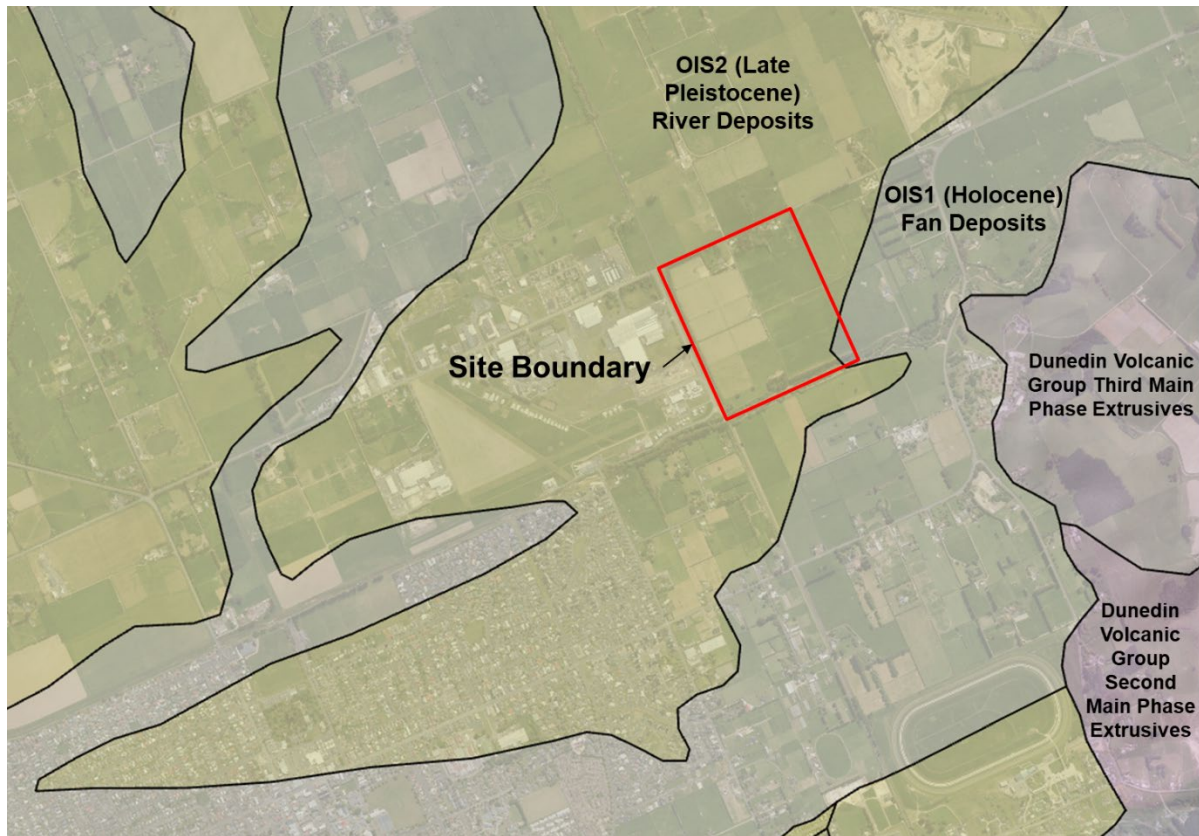 OIS2 (Late
Pleistocene)
River Deposits
OIS1 (Holocene)
Fan Deposits
Site Boundary
Dunedin Volcanic
Group Third Main
Phase Extrusives
Dunedin
Volcanic
Group
Second
Main Phase
Extrusives